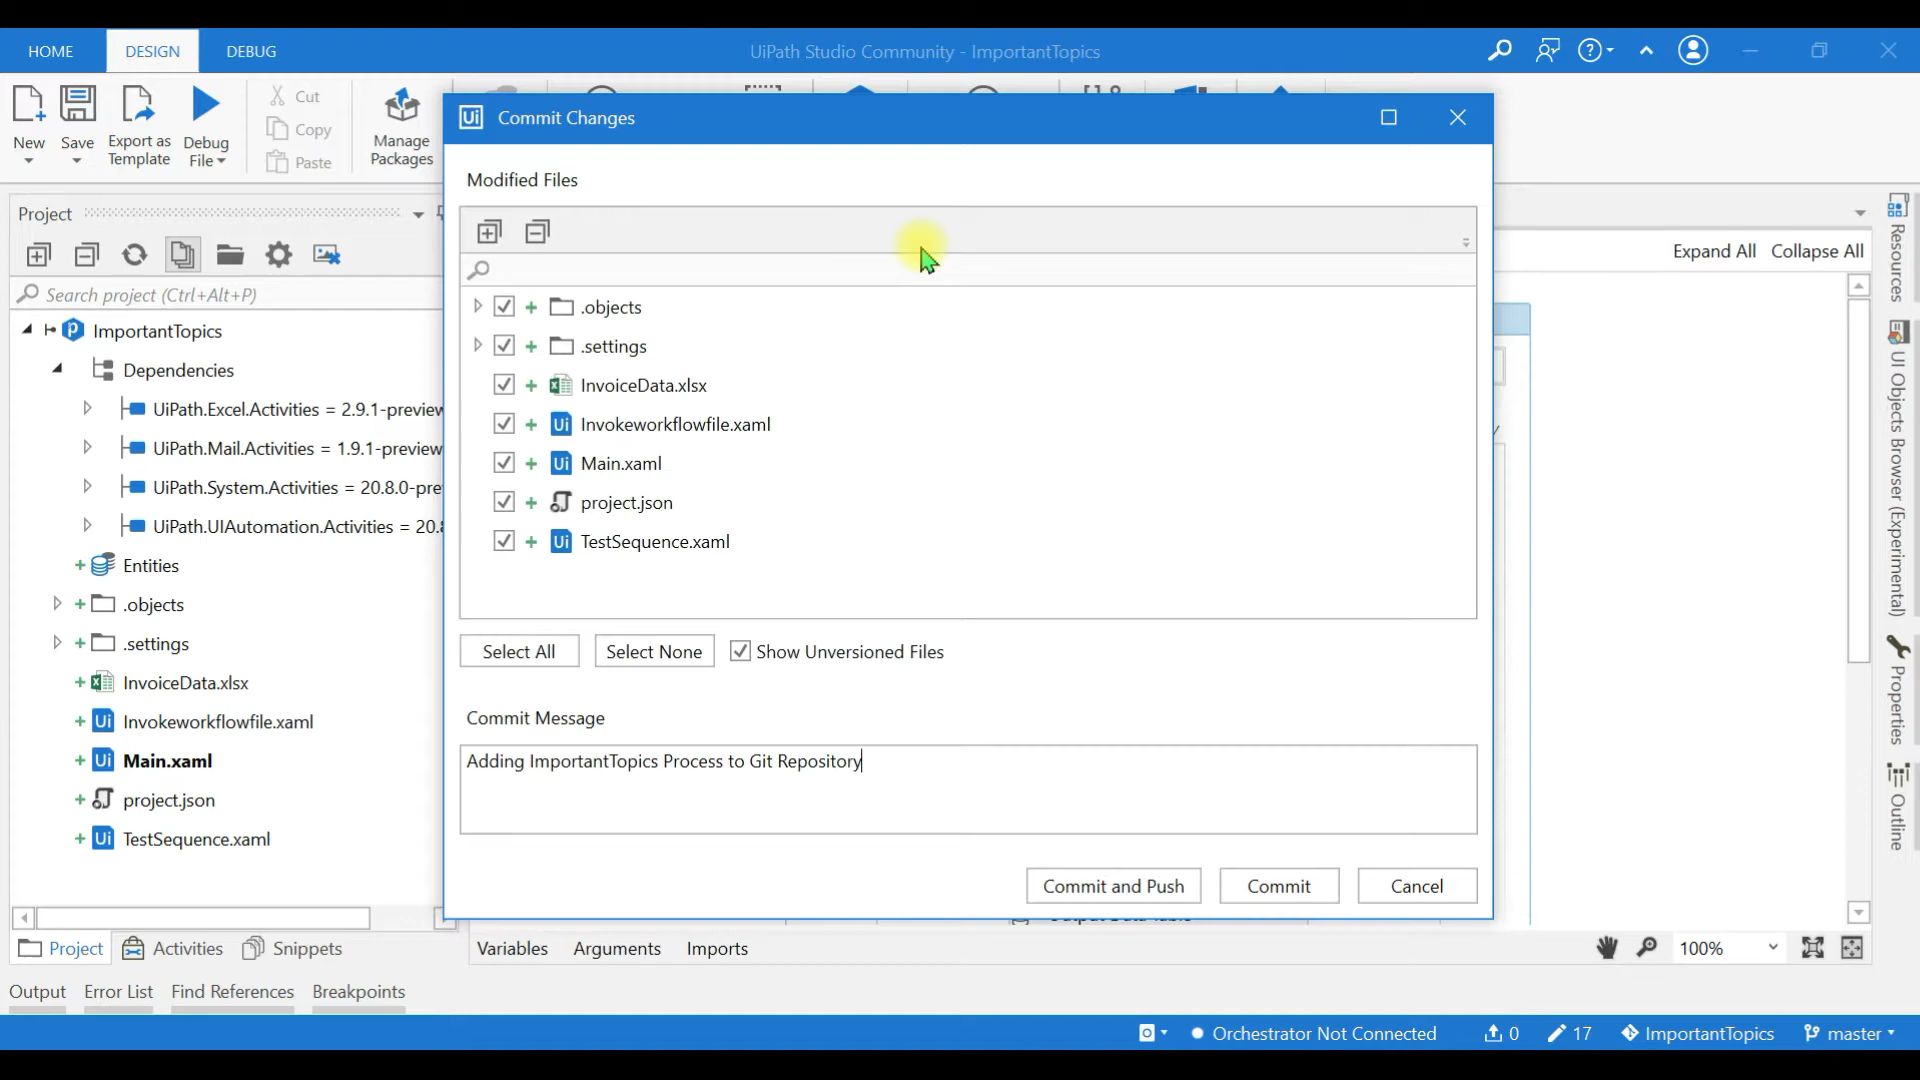 HOME DESIGN DEBUG UiPath Studio Community - ImportantTopics
New Save Export as Template Debug File Cut Copy Paste Manage Packages
Commit Changes
Modified Files
.objects
.settings
InvoiceData.xlsx
Invokeworkflowfile.xaml
Main.xaml
project.json
TestSequence.xaml
Select All Select None Show Unversioned Files
Commit Message
Adding ImportantTopics Process to Git Repository
Commit and Push Commit Cancel
Project
Search project (Ctrl+Alt+P)
ImportantTopics
Dependencies
UiPath.Excel.Activities = 2.9.1-preview
UiPath.Mail.Activities = 1.9.1-preview
UiPath.System.Activities = 20.8.0-pre
UiPath.UIAutomation.Activities = 20.8
Entities
.objects
.settings
InvoiceData.xlsx
Invokeworkflowfile.xaml
Main.xaml
project.json
TestSequence.xaml
Expand All Collapse All
Resources
UI Objects Browser (Experimental)
Properties
Outline
Project Activities Snippets
Variables Arguments Imports 100%
Output Error List Find References Breakpoints
Orchestrator Not Connected 0 17 ImportantTopics master